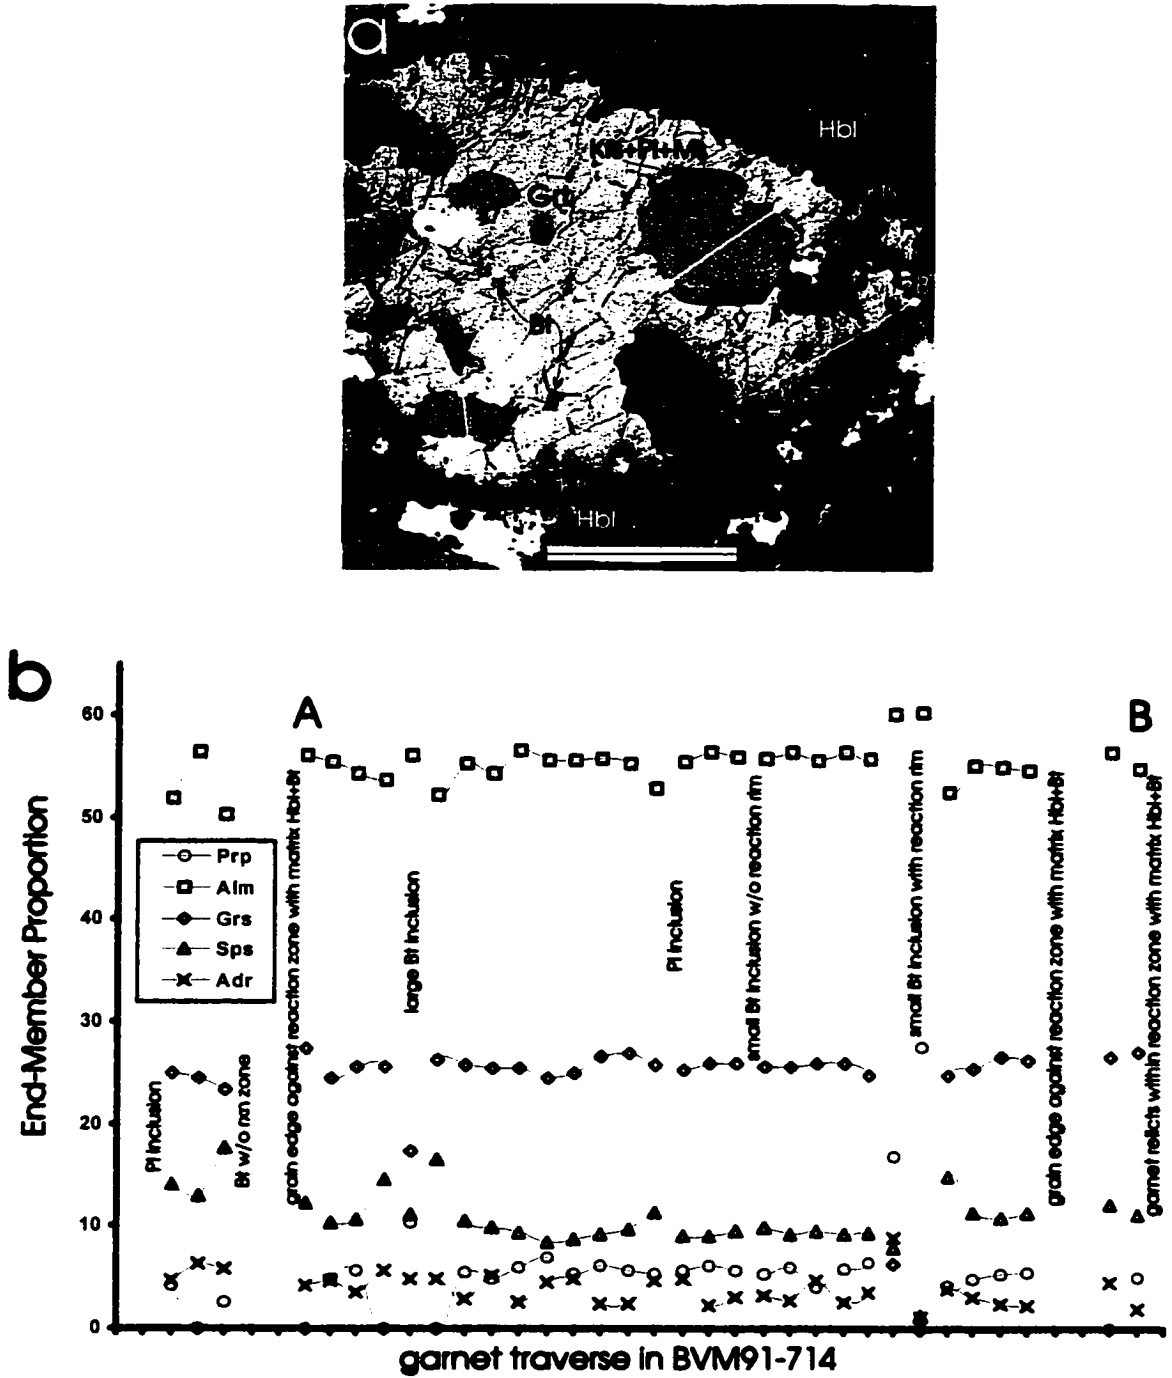 a
Hbl
Grt
Bt
Hbl
b
End-Member Proportion
60
50
40
30
20
10
0
Prp
Alm
Grs
Sps
Adr
A
B
Pl inclusion
Bt w/o rxn zone
grain edge against reaction zone with matrix Hbl+Bt
large Bt inclusion
Pl inclusion
small Bt inclusion w/o reaction rim
small Bt inclusion with reaction rim
grain edge against reaction zone with matrix Hbl+Bt
garnet relicts within reaction zone with matrix Hbl+Bt
garnet traverse in BVM91-714